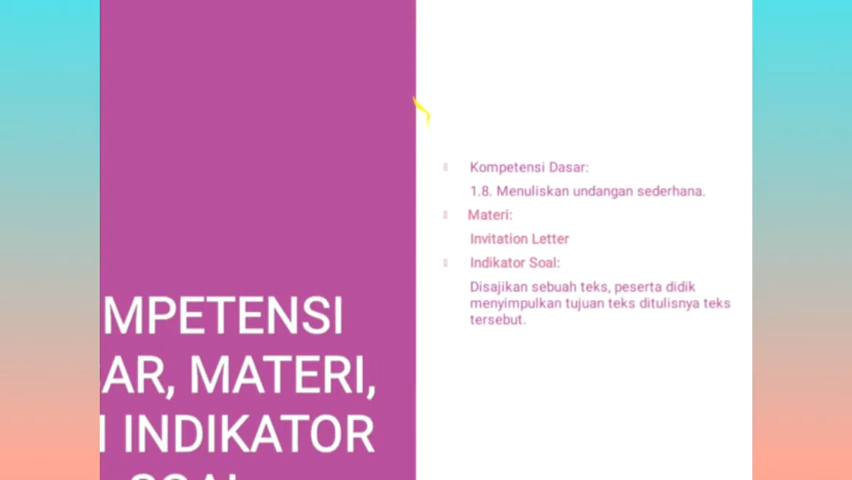 MPETENSI
AR, MATERI,
INDIKATOR
Kompetensi Dasar:
1.8. Menuliskan undangan sederhana.
Materi:
Invitation Letter
Indikator Soal:
Disajikan sebuah teks, peserta didik
menyimpulkan tujuan teks ditulisnya teks
tersebut.